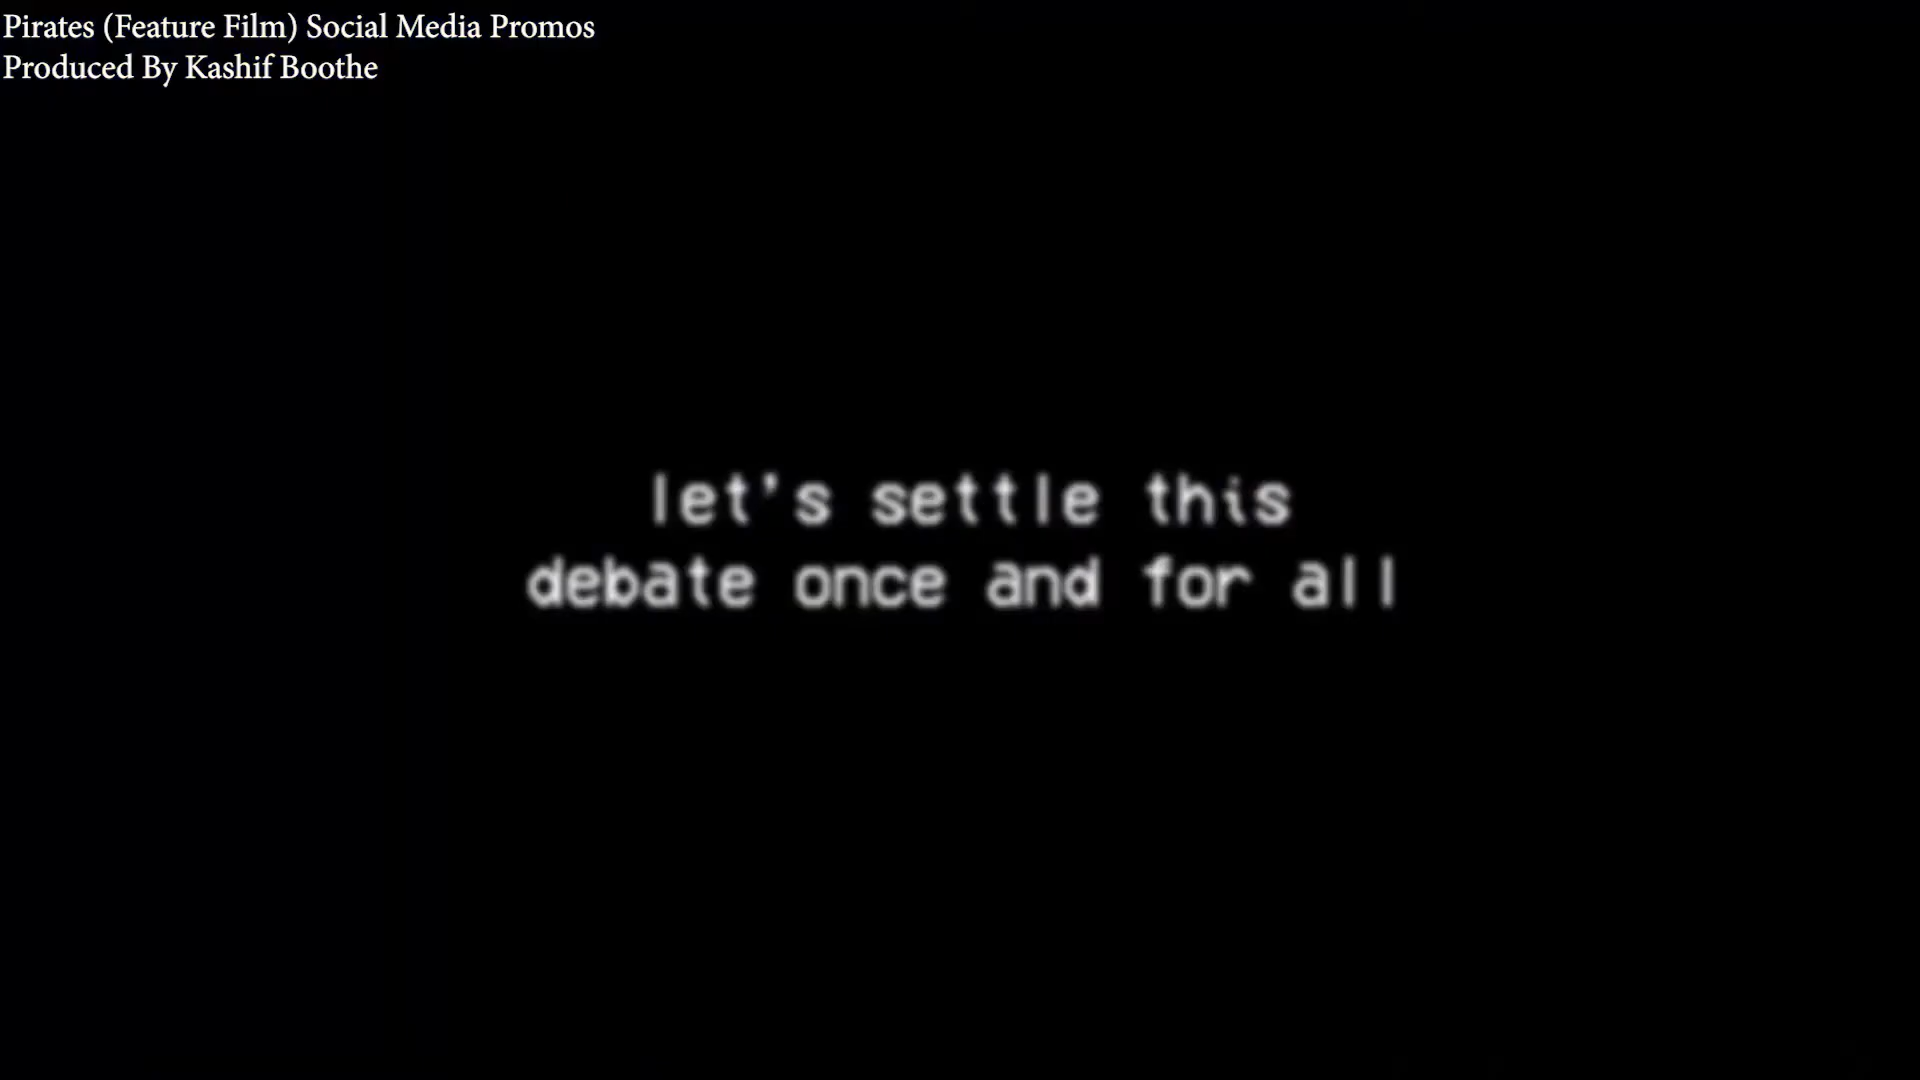 Pirates (Feature Film) Social Media Promos
Produced By Kashif Boothe
let's settle this
debate once and for all